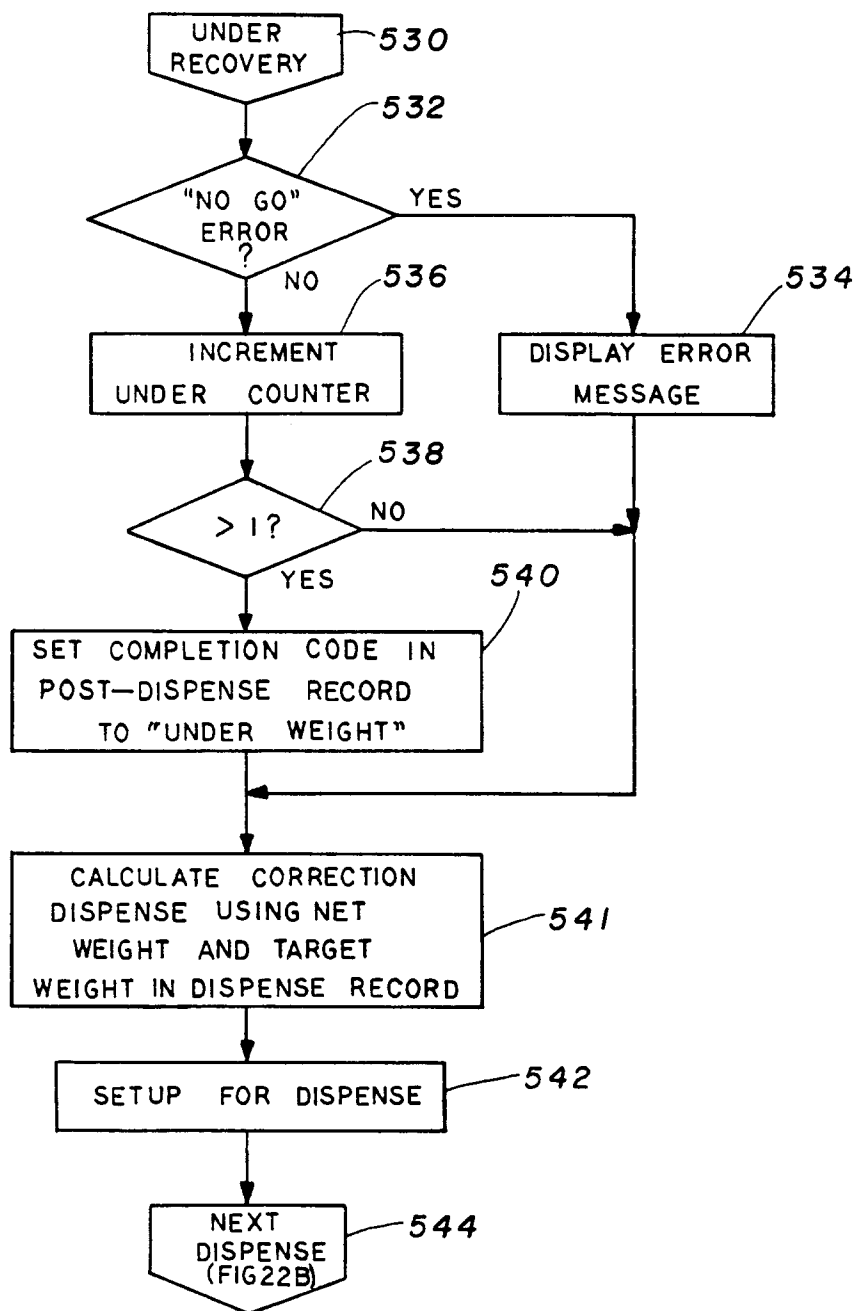 UNDER
RECOVERY
530
532
"NO GO"
ERROR
?
YES
NO
536
534
INCREMENT
UNDER COUNTER
DISPLAY ERROR
MESSAGE
538
> 1?
NO
YES
540
SET COMPLETION CODE IN
POST-DISPENSE RECORD
TO "UNDER WEIGHT"
CALCULATE CORRECTION
DISPENSE USING NET
WEIGHT AND TARGET
WEIGHT IN DISPENSE RECORD
541
SETUP FOR DISPENSE
542
NEXT
DISPENSE
(FIG22B)
544